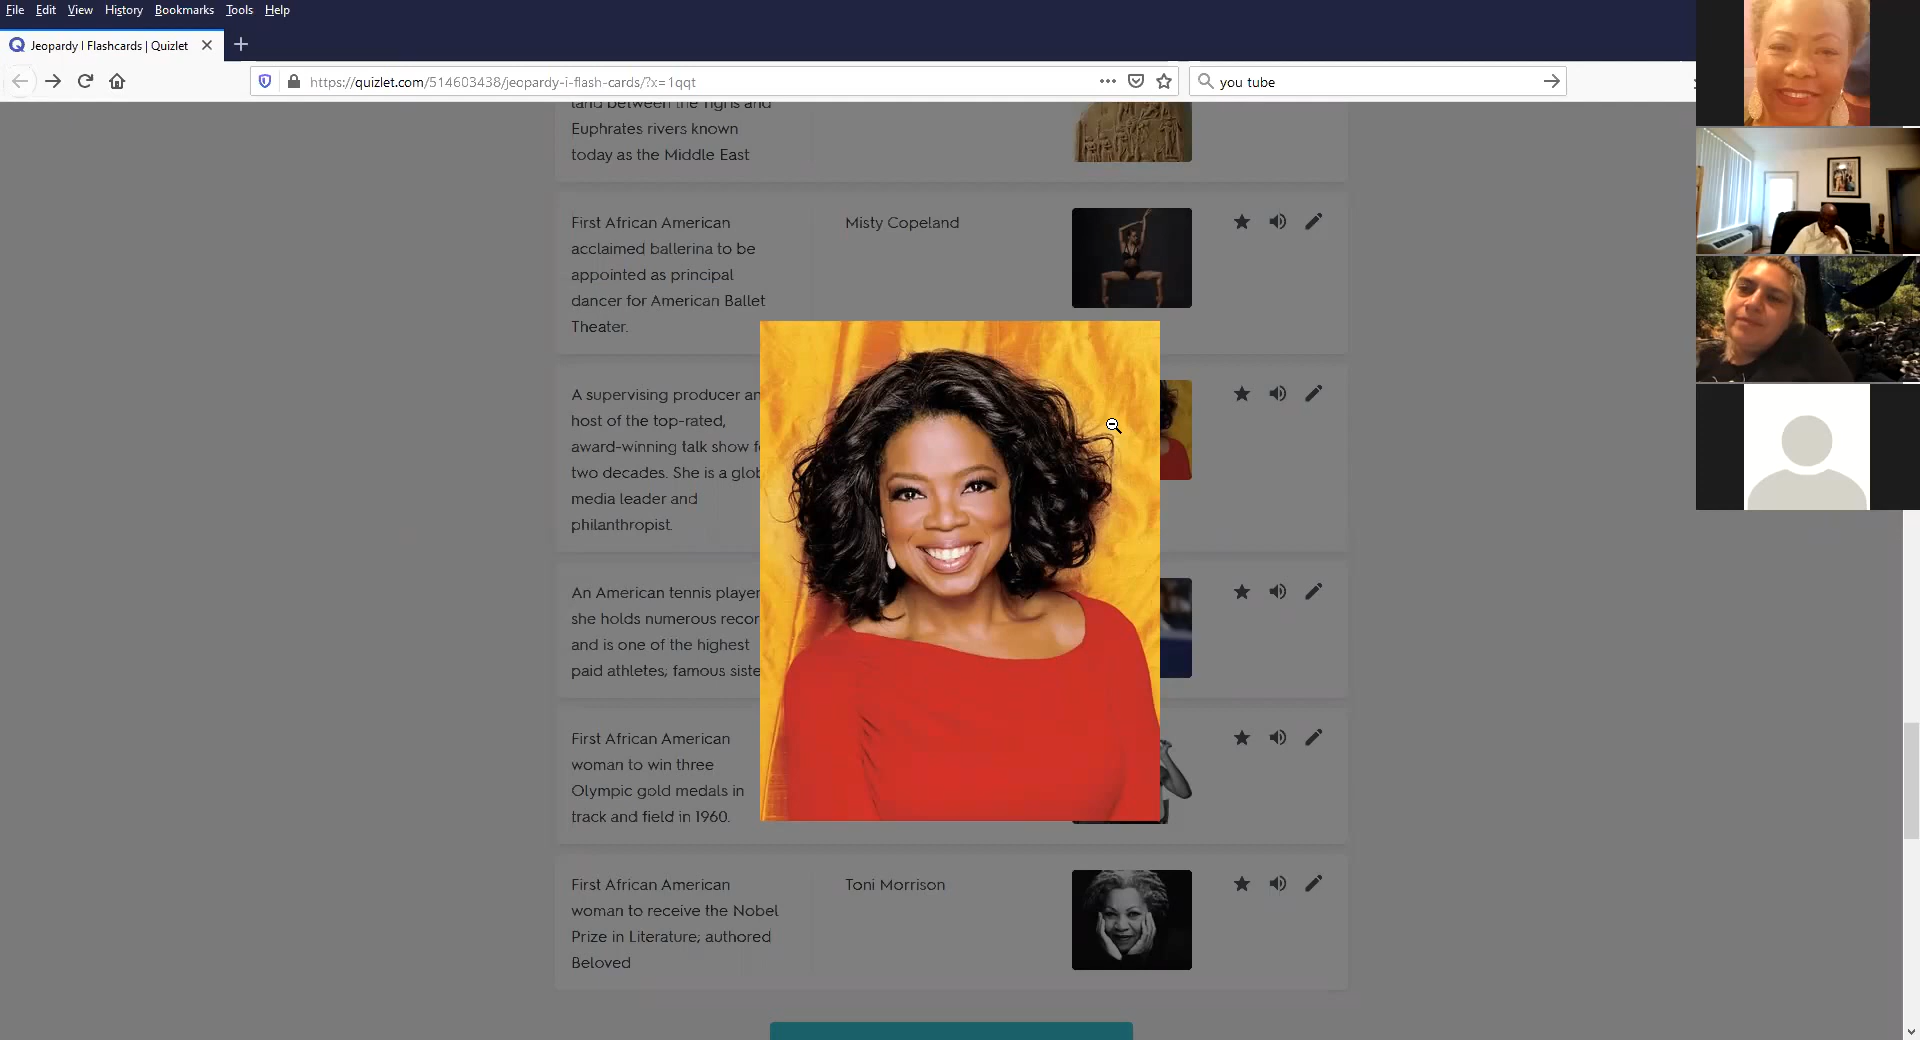 File Edit View History Bookmarks Tools Help
Jeopardy I Flashcards | Quizlet
https://quizlet.com/514603438/jeopardy-i-flash-cards/?x=1qqt
you tube
land between the Tigris and
Euphrates rivers known
today as the Middle East
First African American
acclaimed ballerina to be
appointed as principal
dancer for American Ballet
Theater.
Misty Copeland
A supervising producer
host of the top-rated,
award-winning talk show
two decades. She is a
media leader and
philanthropist.
An American tennis player
she holds numerous
and is one of the highest
paid athletes; famous
First African American
woman to win three
Olympic gold medals in
track and field in 1960.
First African American
woman to receive the Nobel
Prize in Literature; authored
Beloved
Toni Morrison